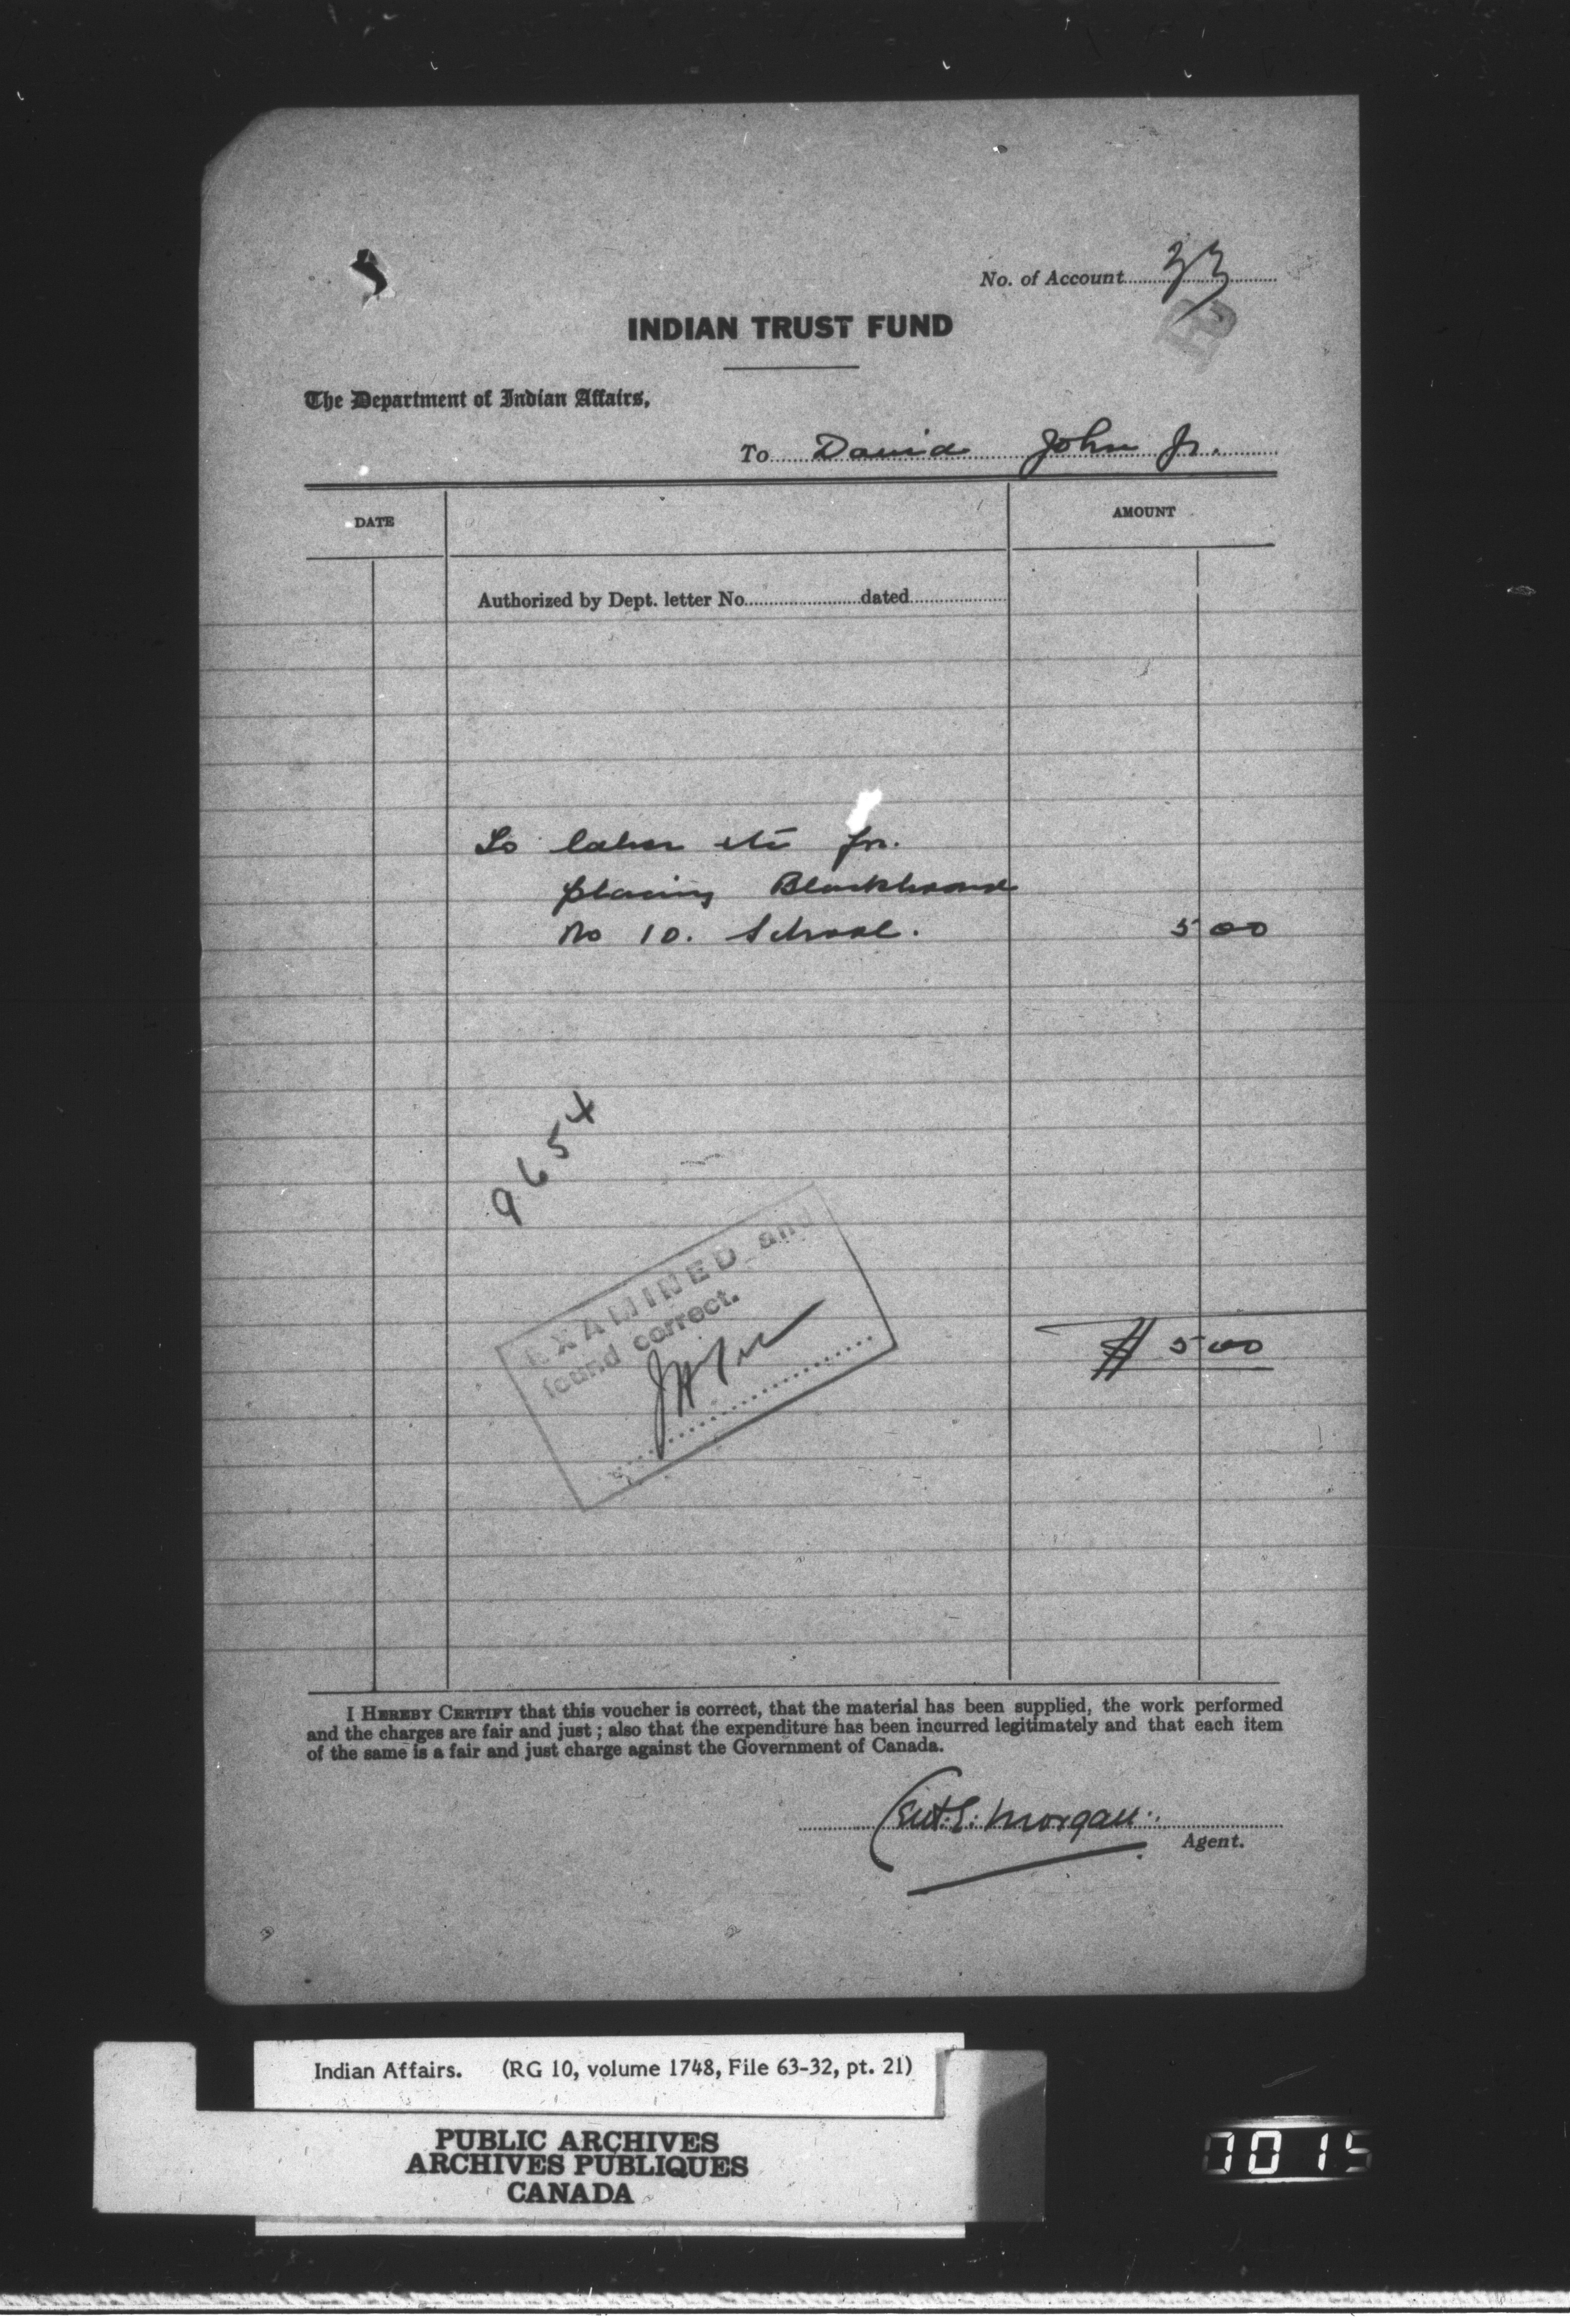 No. of Account 33
R
INDIAN TRUST FUND
The Department of Indian Affairs,
To David John Jr.
DATE AMOUNT
Authorized by Dept. letter No. dated
To labor etc for
placing Blackboard
No 10. School. 5 00
9654
EXAMINED and
found correct.
$ 5 00
I HEREBY CERTIFY that this voucher is correct, that the material has been supplied, the work performed
and the charges are fair and just; also that the expenditure has been incurred legitimately and that each item
of the same is a fair and just charge against the Government of Canada.
Morgan
Agent.
Indian Affairs. (RG 10, volume 1748, File 63-32, pt. 21)
PUBLIC ARCHIVES
ARCHIVES PUBLIQUES
CANADA
0015